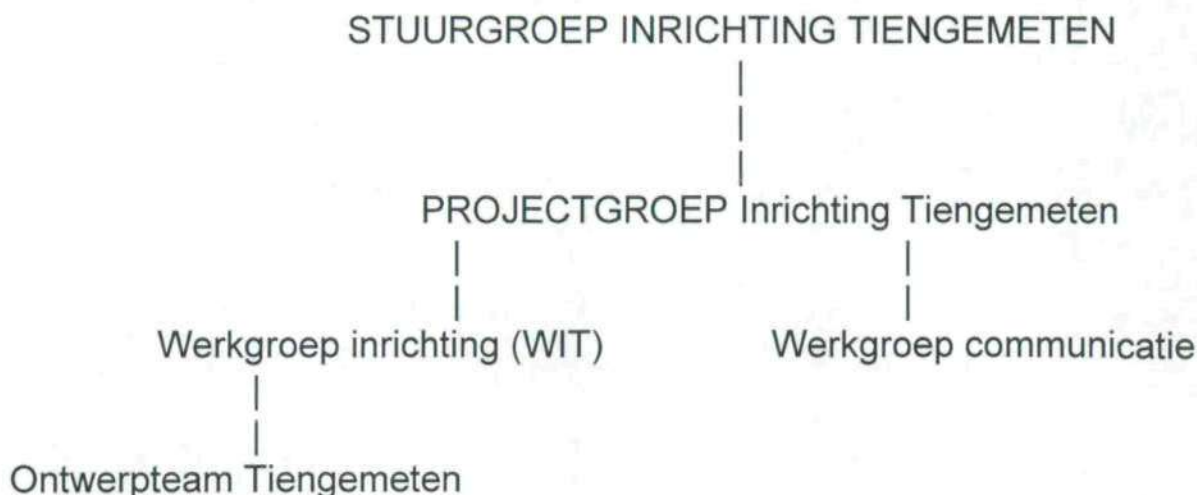 STUURGROEP INRICHTING TIENGEMETEN
PROJECTGROEP Inrichting Tiengemeten
Werkgroep inrichting (WIT) Werkgroep communicatie
Ontwerpteam Tiengemeten